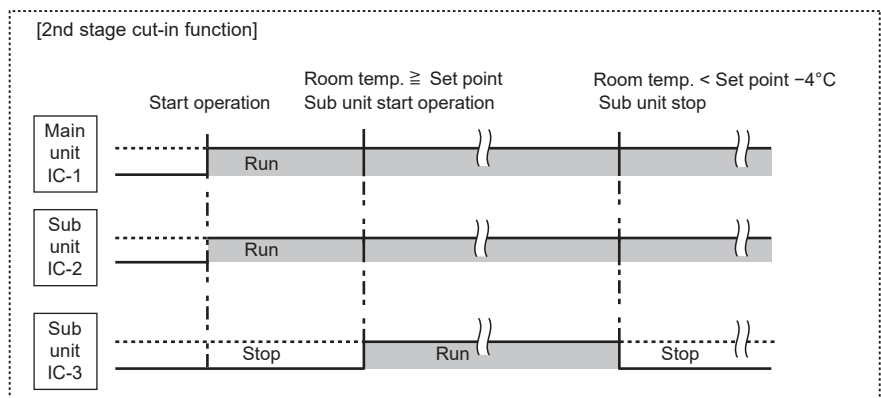 [2nd stage cut-in function]
Room temp. ≧ Set point
Room temp. < Set point −4°C
Start operation
Sub unit start operation
Sub unit stop
Main
unit
IC-1
Run
Sub
unit
IC-2
Run
Sub
unit
IC-3
Stop
Run
Stop